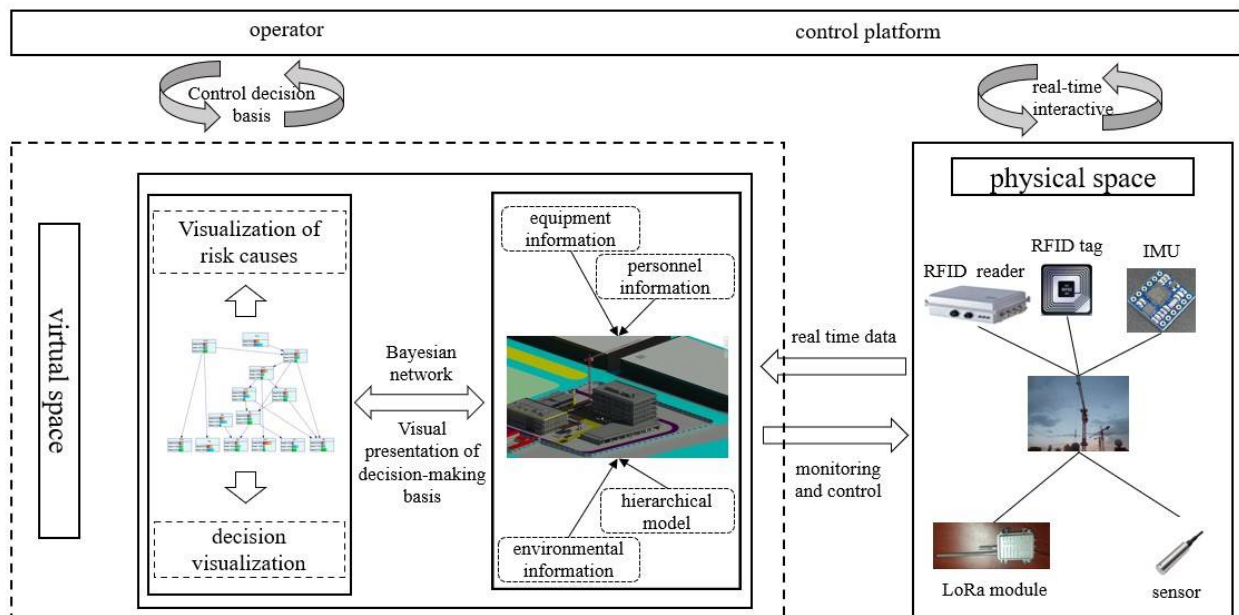 operator
control platform
Control decision
basis
real-time
interactive
virtual space
Visualization of
risk causes
decision
visualization
Bayesian
network
Visual
presentation of
decision-making
basis
equipment
information
personnel
information
hierarchical
model
environmental
information
real time data
monitoring
and control
physical space
RFID reader
RFID tag
IMU
LoRa module
sensor